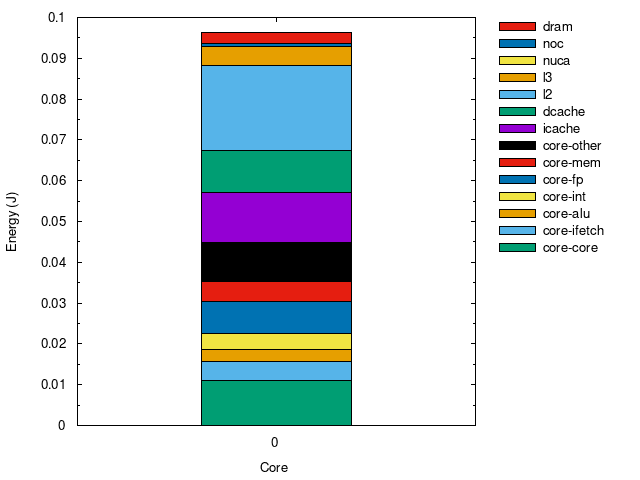 0.1
0.09
0.08
0.07
0.06
0.05
0.04
0.03
0.02
0.01
0
Energy (J)
0
Core
dram
noc
nuca
l3
l2
dcache
icache
core-other
core-mem
core-fp
core-int
core-alu
core-ifetch
core-core